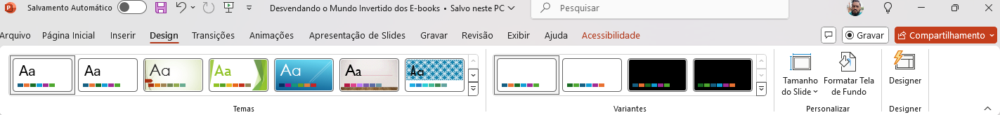 Salvamento Automático
Desvendando o Mundo Invertido dos E-books • Salvo neste PC
Pesquisar
Arquivo Página Inicial Inserir Design Transições Animações Apresentação de Slides Gravar Revisão Exibir Ajuda Acessibilidade
Gravar
Compartilhamento
Aa Aa Aa Aa Aa Aa Aa
Tamanho do Slide
Formatar Tela de Fundo
Designer
Temas
Variantes
Personalizar
Designer